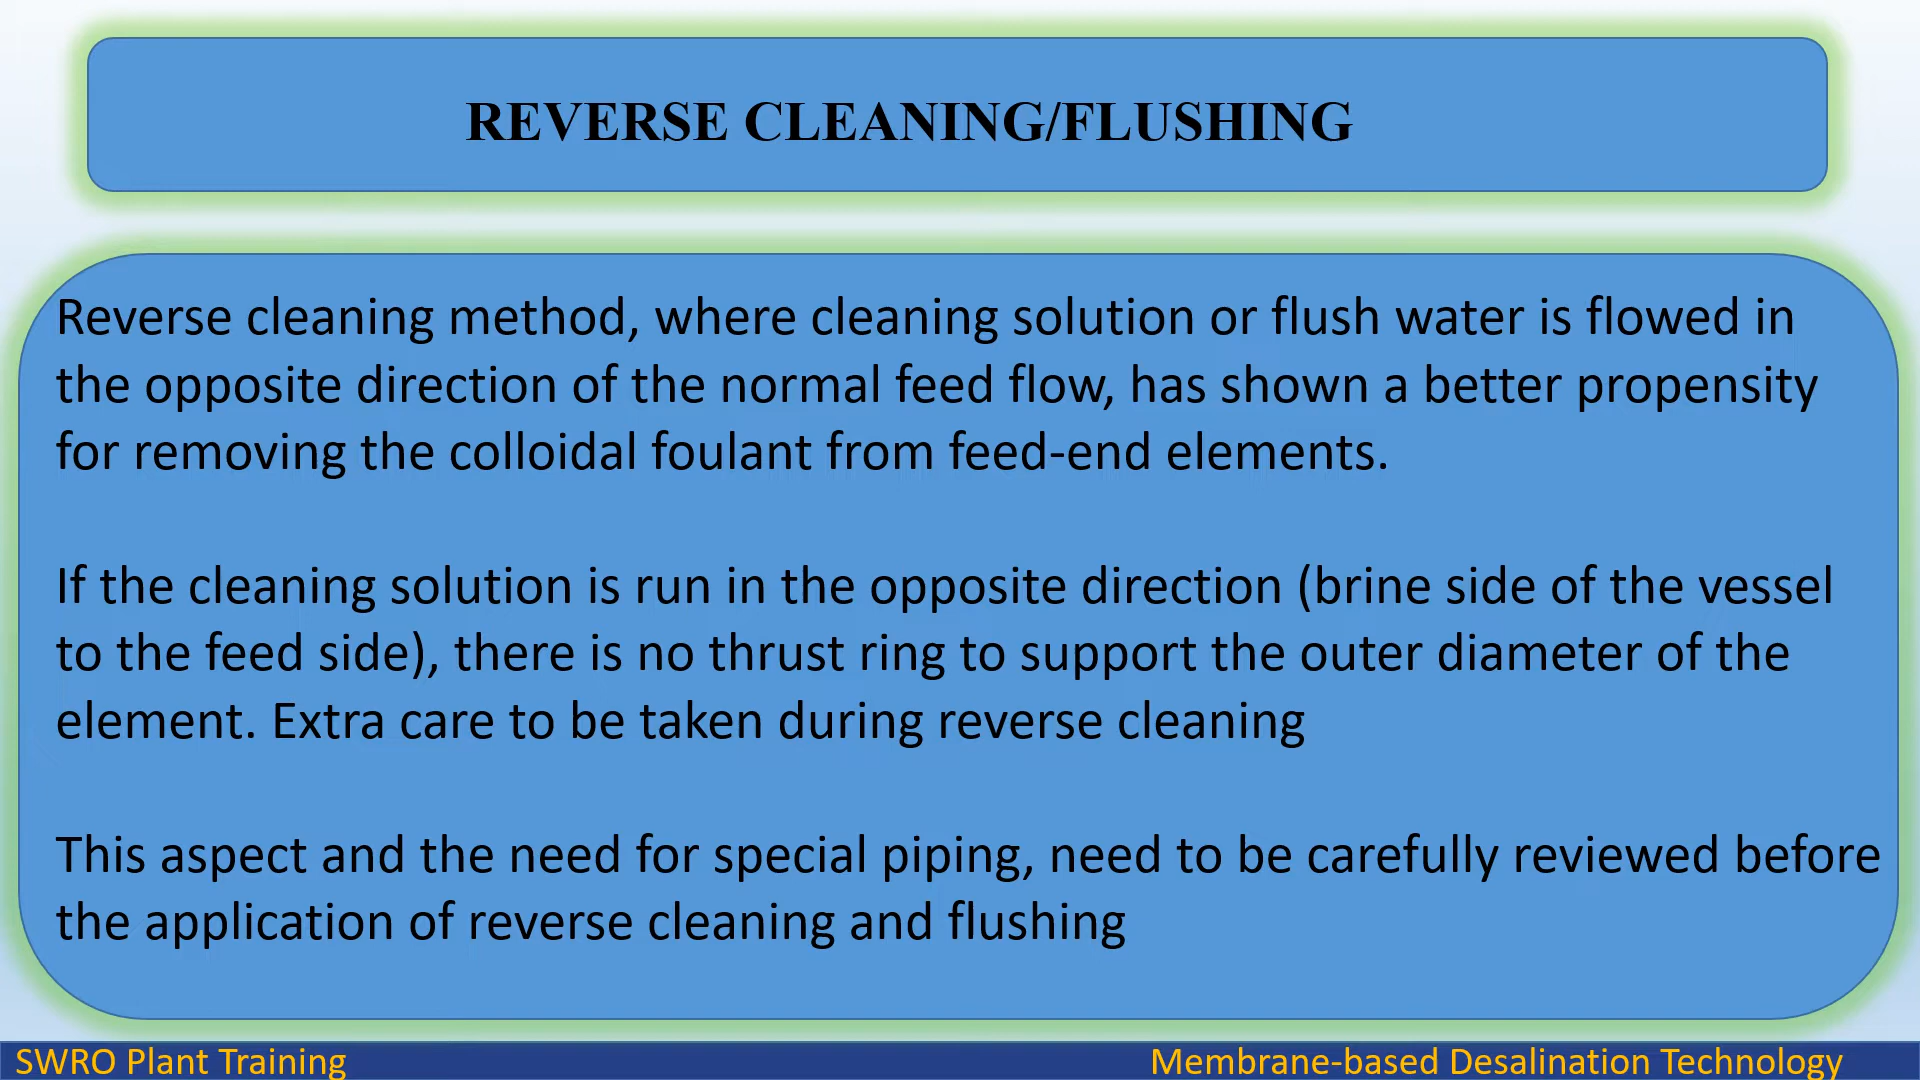 REVERSE CLEANING/FLUSHING
Reverse cleaning method, where cleaning solution or flush water is flowed in
the opposite direction of the normal feed flow, has shown a better propensity
for removing the colloidal foulant from feed-end elements.
If the cleaning solution is run in the opposite direction (brine side of the vessel
to the feed side), there is no thrust ring to support the outer diameter of the
element. Extra care to be taken during reverse cleaning
This aspect and the need for special piping, need to be carefully reviewed before
the application of reverse cleaning and flushing
SWRO Plant Training
Membrane-based Desalination Technology